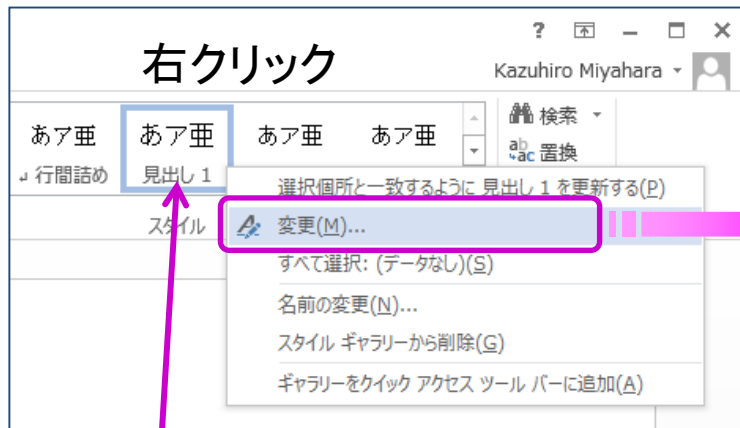 ?
右クリック
Kazuhiro Miyahara
あア亜 あア亜 あア亜 あア亜
検索
ab
ac 置換
↲ 行間詰め 見出し 1
スタイル
選択個所と一致するように 見出し 1 を更新する(P)
変更(M)...
すべて選択: (データなし)(S)
名前の変更(N)...
スタイル ギャラリーから削除(G)
ギャラリーをクイック アクセス ツール バーに追加(A)